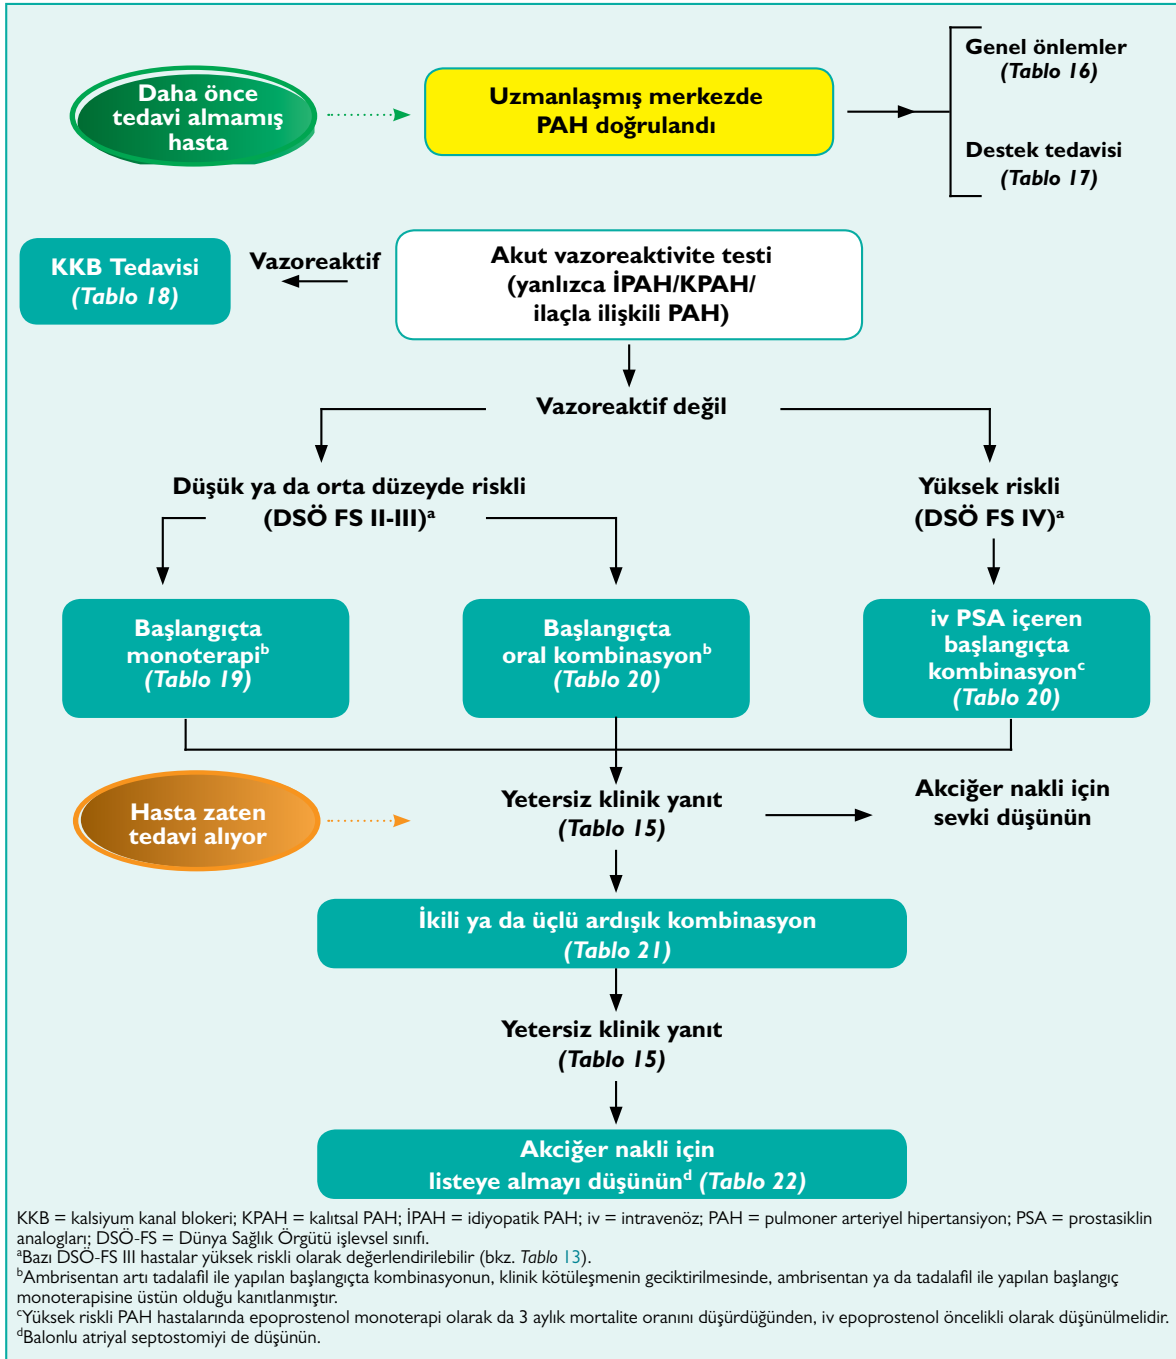 Daha önce
tedavi almamış
hasta
Uzmanlaşmış merkezde
PAH doğrulandı
Genel önlemler
(Tablo 16)
Destek tedavisi
(Tablo 17)
KKB Tedavisi
(Tablo 18)
Vazoreaktif
Akut vazoreaktivite testi
(yanlızca İPAH/KPAH/
ilaçla ilişkili PAH)
Vazoreaktif değil
Düşük ya da orta düzeyde riskli
(DSÖ FS II-III)ᵃ
Yüksek riskli
(DSÖ FS IV)ᵃ
Başlangıçta
monoterapiᵇ
(Tablo 19)
Başlangıçta
oral kombinasyonᵇ
(Tablo 20)
iv PSA içeren
başlangıçta
kombinasyonᶜ
(Tablo 20)
Hasta zaten
tedavi alıyor
Yetersiz klinik yanıt
(Tablo 15)
Akciğer nakli için
sevki düşünün
İkili ya da üçlü ardışık kombinasyon
(Tablo 21)
Yetersiz klinik yanıt
(Tablo 15)
Akciğer nakli için
listeye almayı düşününᵈ (Tablo 22)
KKB = kalsiyum kanal blokeri; KPAH = kalıtsal PAH; İPAH = idiyopatik PAH; iv = intravenöz; PAH = pulmoner arteriyel hipertansiyon; PSA = prostasiklin
analogları; DSÖ-FS = Dünya Sağlık Örgütü işlevsel sınıfı.
ᵃBazı DSÖ-FS III hastalar yüksek riskli olarak değerlendirilebilir (bkz. Tablo 13).
ᵇAmbrisentan artı tadalafil ile yapılan başlangıçta kombinasyonun, klinik kötüleşmenin geciktirilmesinde, ambrisentan ya da tadalafil ile yapılan başlangıç
monoterapisine üstün olduğu kanıtlanmıştır.
ᶜYüksek riskli PAH hastalarında epoprostenol monoterapi olarak da 3 aylık mortalite oranını düşürdüğünden, iv epoprostenol öncelikli olarak düşünülmelidir.
ᵈBalonlu atriyal septostomiyi de düşünün.